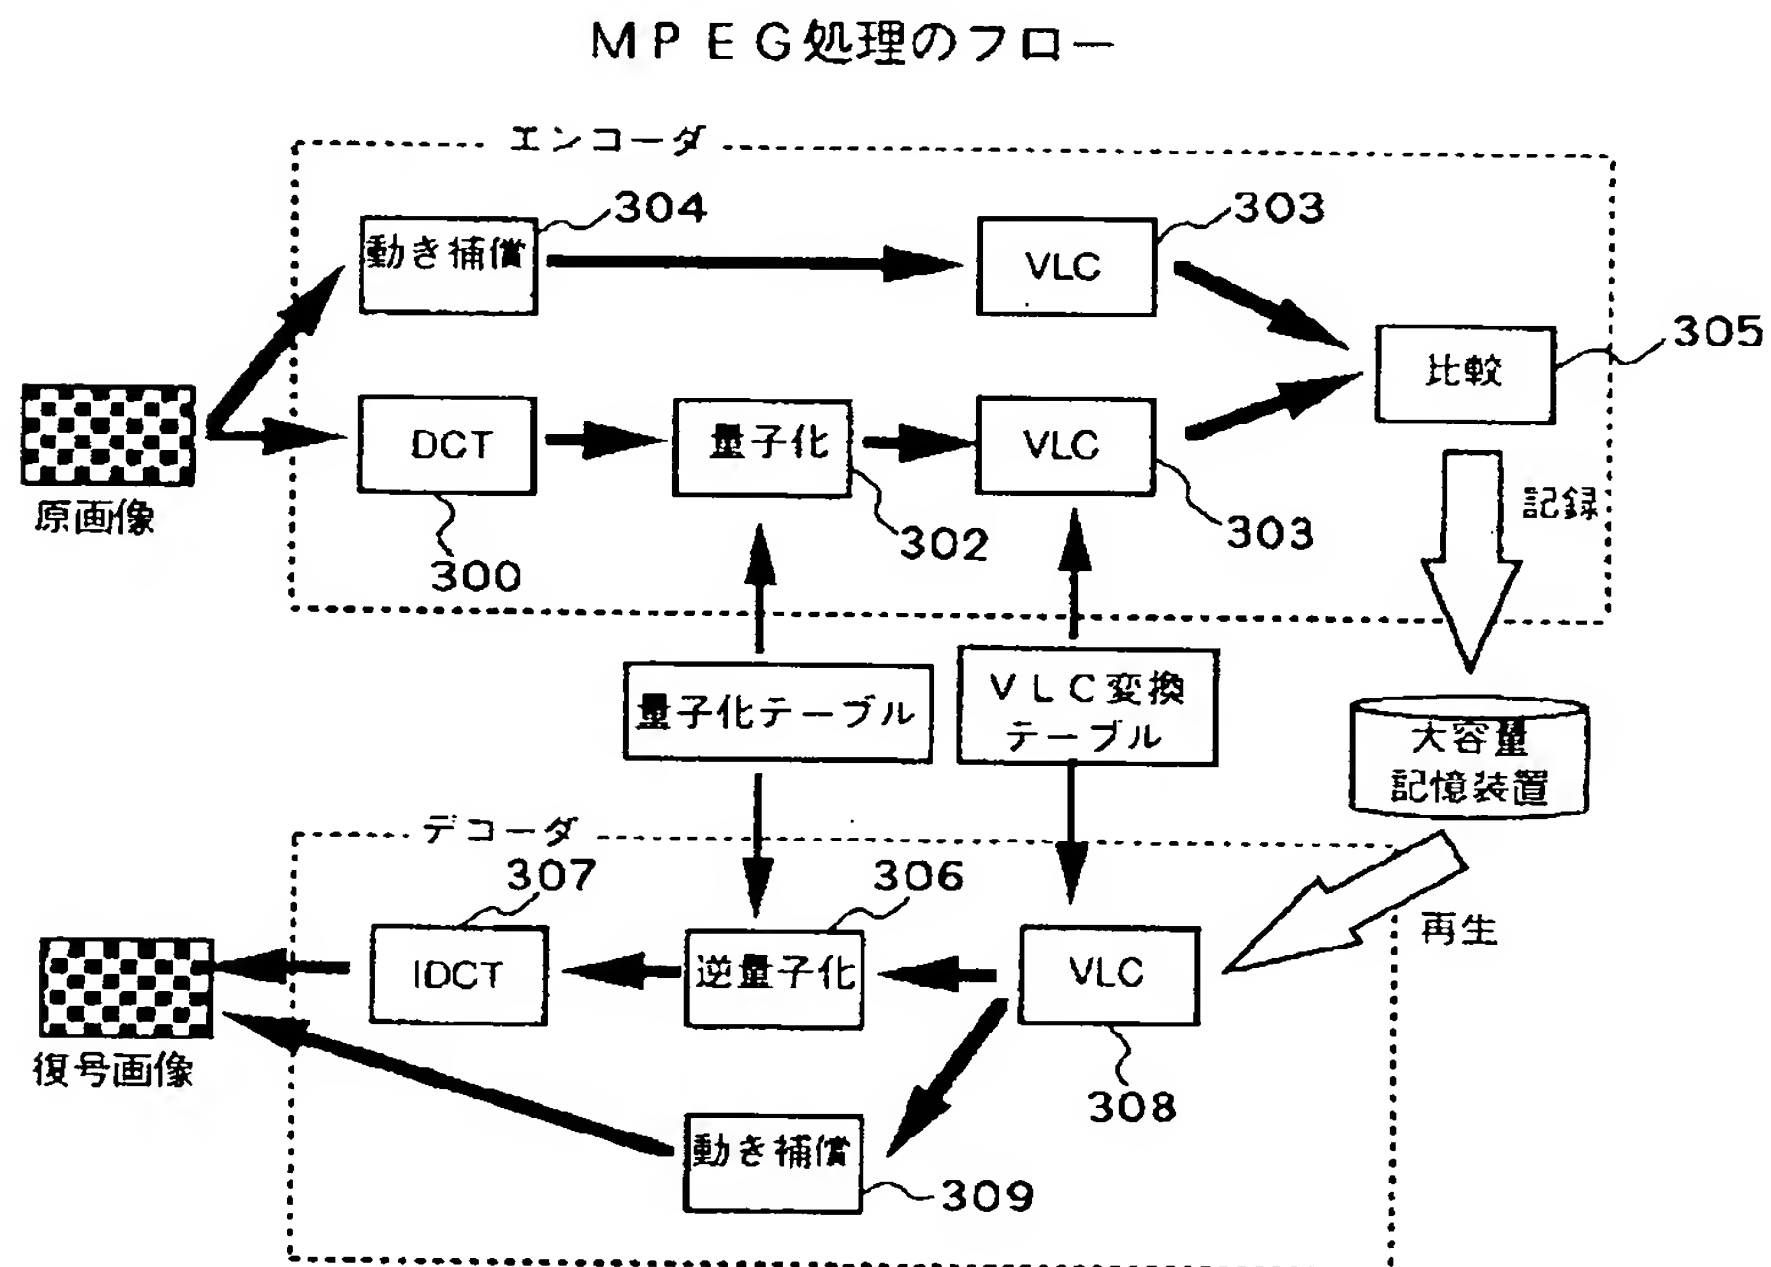 MPEG処理のフロー
エンコーダ
304
303
動き補償
VLC
305
比較
DCT
量子化
VLC
原画像
300
302
303
記録
量子化テーブル
VLC変換
テーブル
大容量
記憶装置
デコーダ
307
306
再生
IDCT
逆量子化
VLC
復号画像
308
動き補償
309